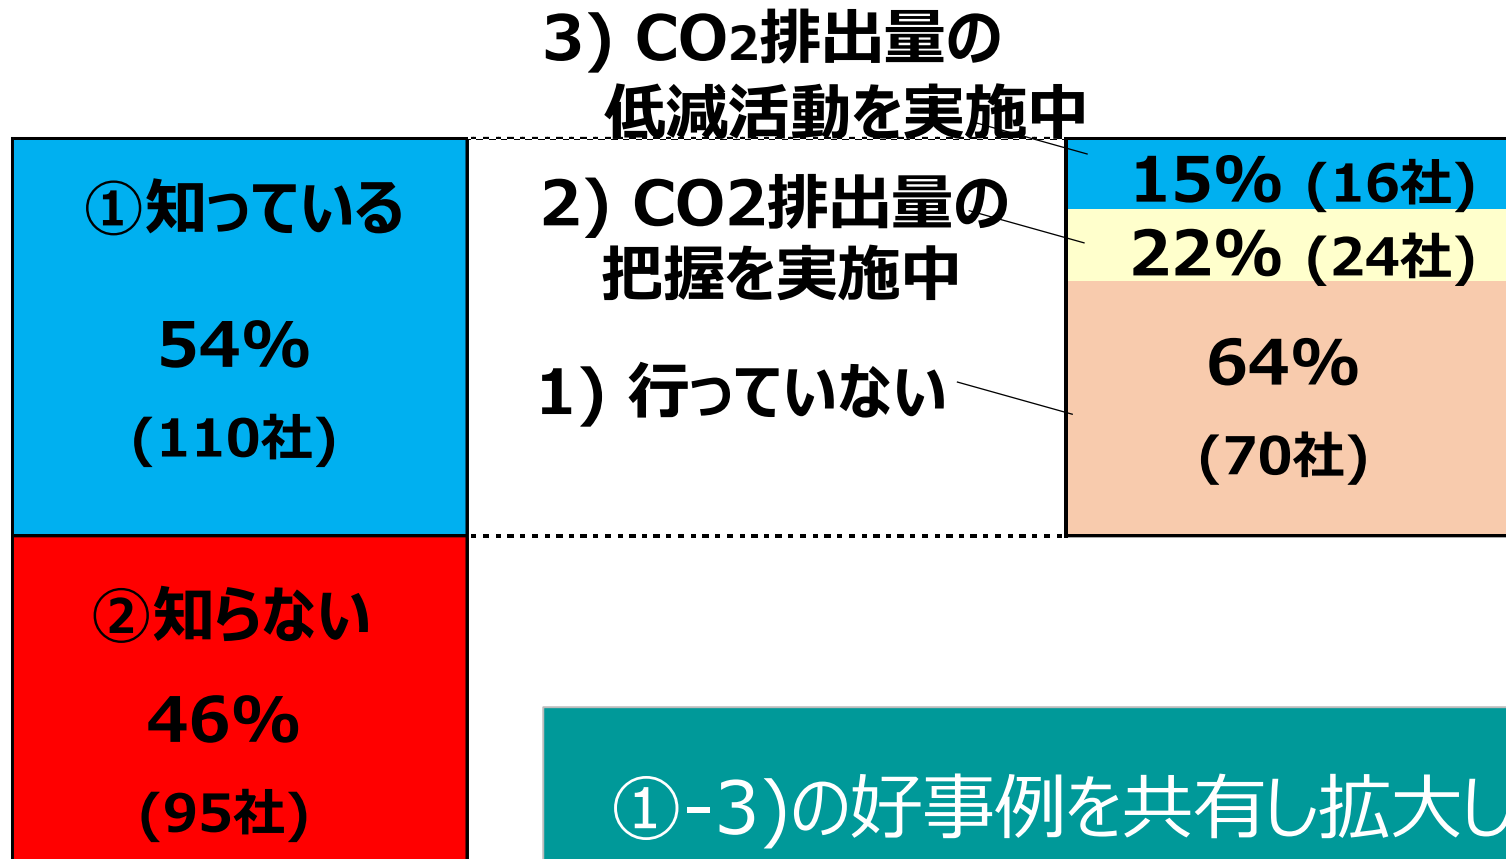 3) CO2排出量の
低減活動を実施中
①知っている
54%
(110社)
2) CO2排出量の
把握を実施中
1) 行っていない
15% (16社)
22% (24社)
64%
(70社)
②知らない
46%
(95社)
①-3)の好事例を共有し拡大し